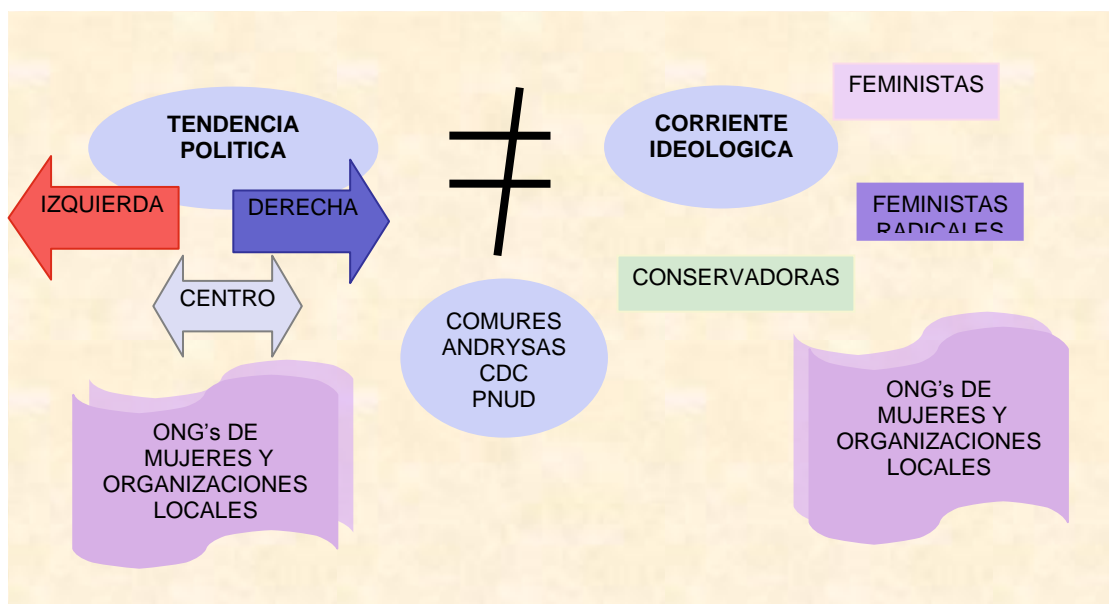 TENDENCIA
POLITICA
IZQUIERDA
DERECHA
CENTRO
ONG's DE
MUJERES Y
ORGANIZACIONES
LOCALES
COMURES
ANDRYSAS
CDC
PNUD
CORRIENTE
IDEOLOGICA
FEMINISTAS
FEMINISTAS
RADICALES
CONSERVADORAS
ONG's DE
MUJERES Y
ORGANIZACIONES
LOCALES